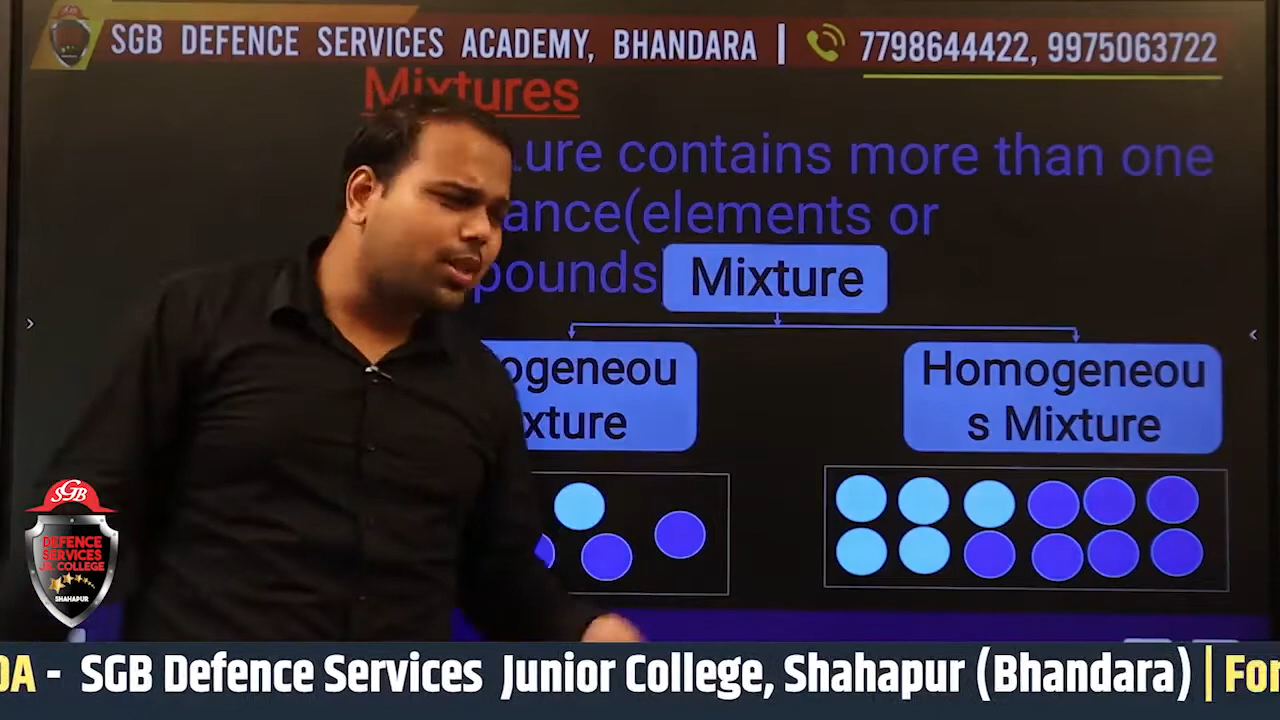 SGB DEFENCE SERVICES ACADEMY, BHANDARA | 7798644422, 9975063722
Mixtures
ure contains more than one
ance(elements or
pounds
Mixture
ogeneou
xture
Homogeneou
s Mixture
SGB
DEFENCE
SERVICES
JR. COLLEGE
SHAHAPUR
DA - SGB Defence Services Junior College, Shahapur (Bhandara) | For